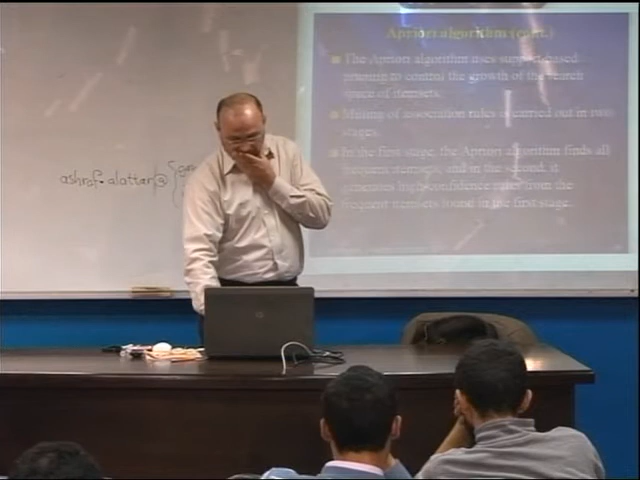 Apriori algorithm (cont.)
The Apriori algorithm uses support-based
pruning to control the growth of the search
space of itemsets.
Mining of association rules is carried out in two
stages.
In the first stage, the Apriori algorithm finds all
frequent itemsets, and in the second, it
generates high-confidence rules from the
frequent itemsets found in the first stage.
ashraf.alattar@